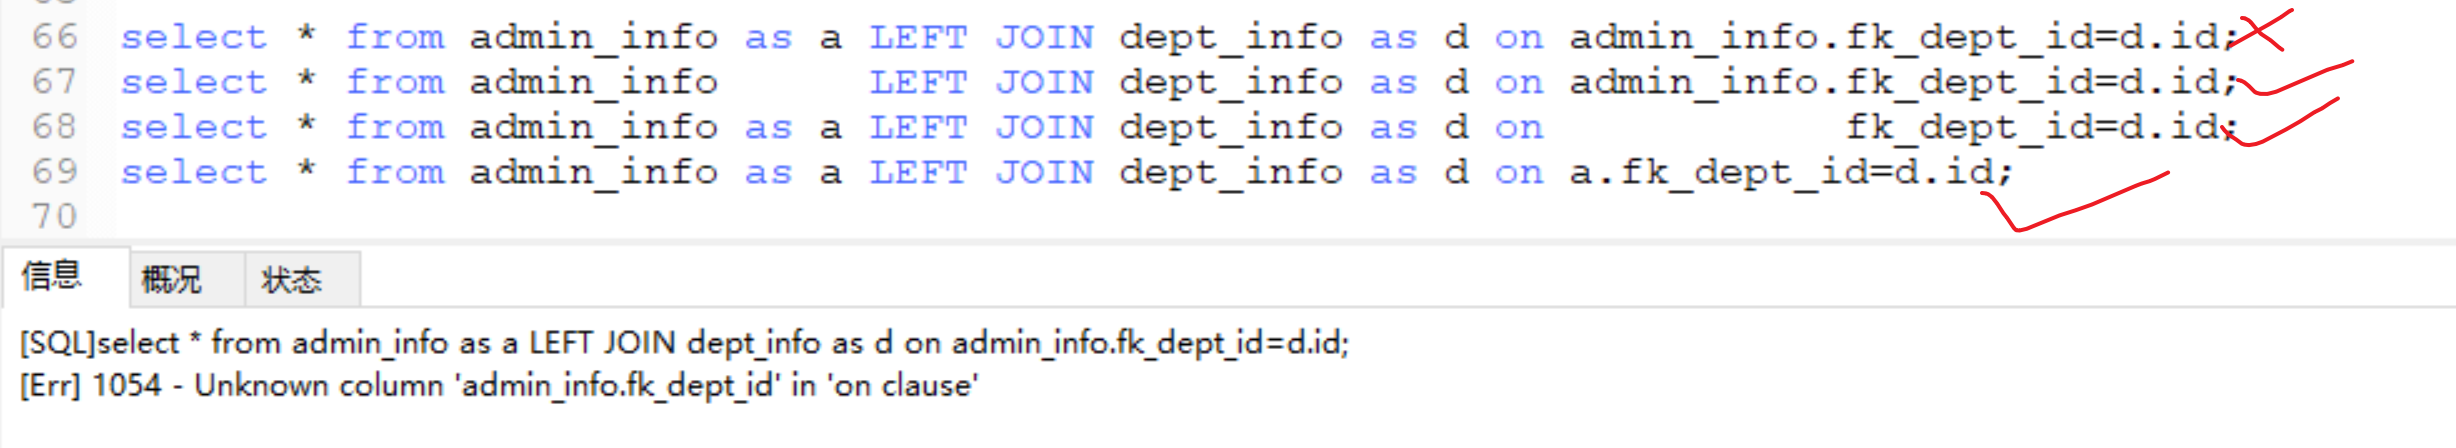 66 select * from admin_info as a LEFT JOIN dept_info as d on admin_info.fk_dept_id=d.id;
67 select * from admin_info LEFT JOIN dept_info as d on admin_info.fk_dept_id=d.id;
68 select * from admin_info as a LEFT JOIN dept_info as d on fk_dept_id=d.id;
69 select * from admin_info as a LEFT JOIN dept_info as d on a.fk_dept_id=d.id;
70
信息 概况 状态
[SQL]select * from admin_info as a LEFT JOIN dept_info as d on admin_info.fk_dept_id=d.id;
[Err] 1054 - Unknown column 'admin_info.fk_dept_id' in 'on clause'